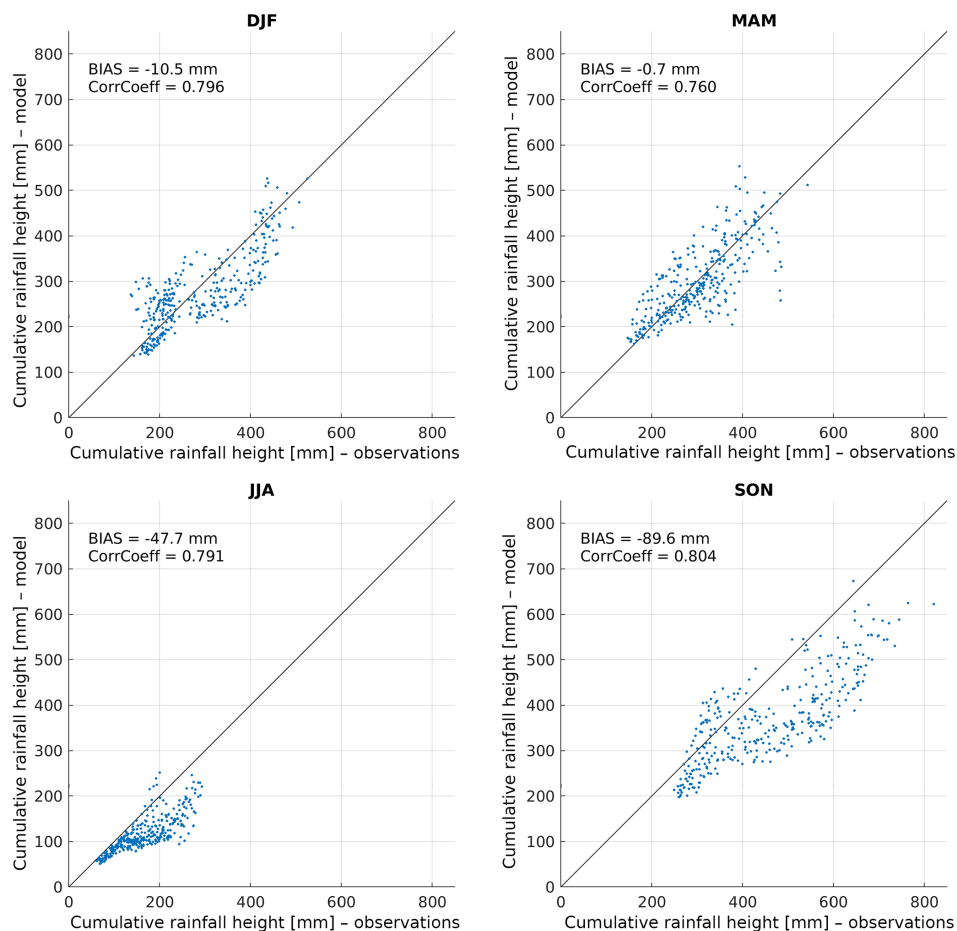 DJF
BIAS = -10.5 mm
CorrCoeff = 0.796
Cumulative rainfall height [mm] – model
800
700
600
500
400
300
200
100
0
0 200 400 600 800
Cumulative rainfall height [mm] – observations
MAM
BIAS = -0.7 mm
CorrCoeff = 0.760
Cumulative rainfall height [mm] – model
800
700
600
500
400
300
200
100
0
0 200 400 600 800
Cumulative rainfall height [mm] – observations
JJA
BIAS = -47.7 mm
CorrCoeff = 0.791
Cumulative rainfall height [mm] – model
800
700
600
500
400
300
200
100
0
0 200 400 600 800
Cumulative rainfall height [mm] – observations
SON
BIAS = -89.6 mm
CorrCoeff = 0.804
Cumulative rainfall height [mm] – model
800
700
600
500
400
300
200
100
0
0 200 400 600 800
Cumulative rainfall height [mm] – observations